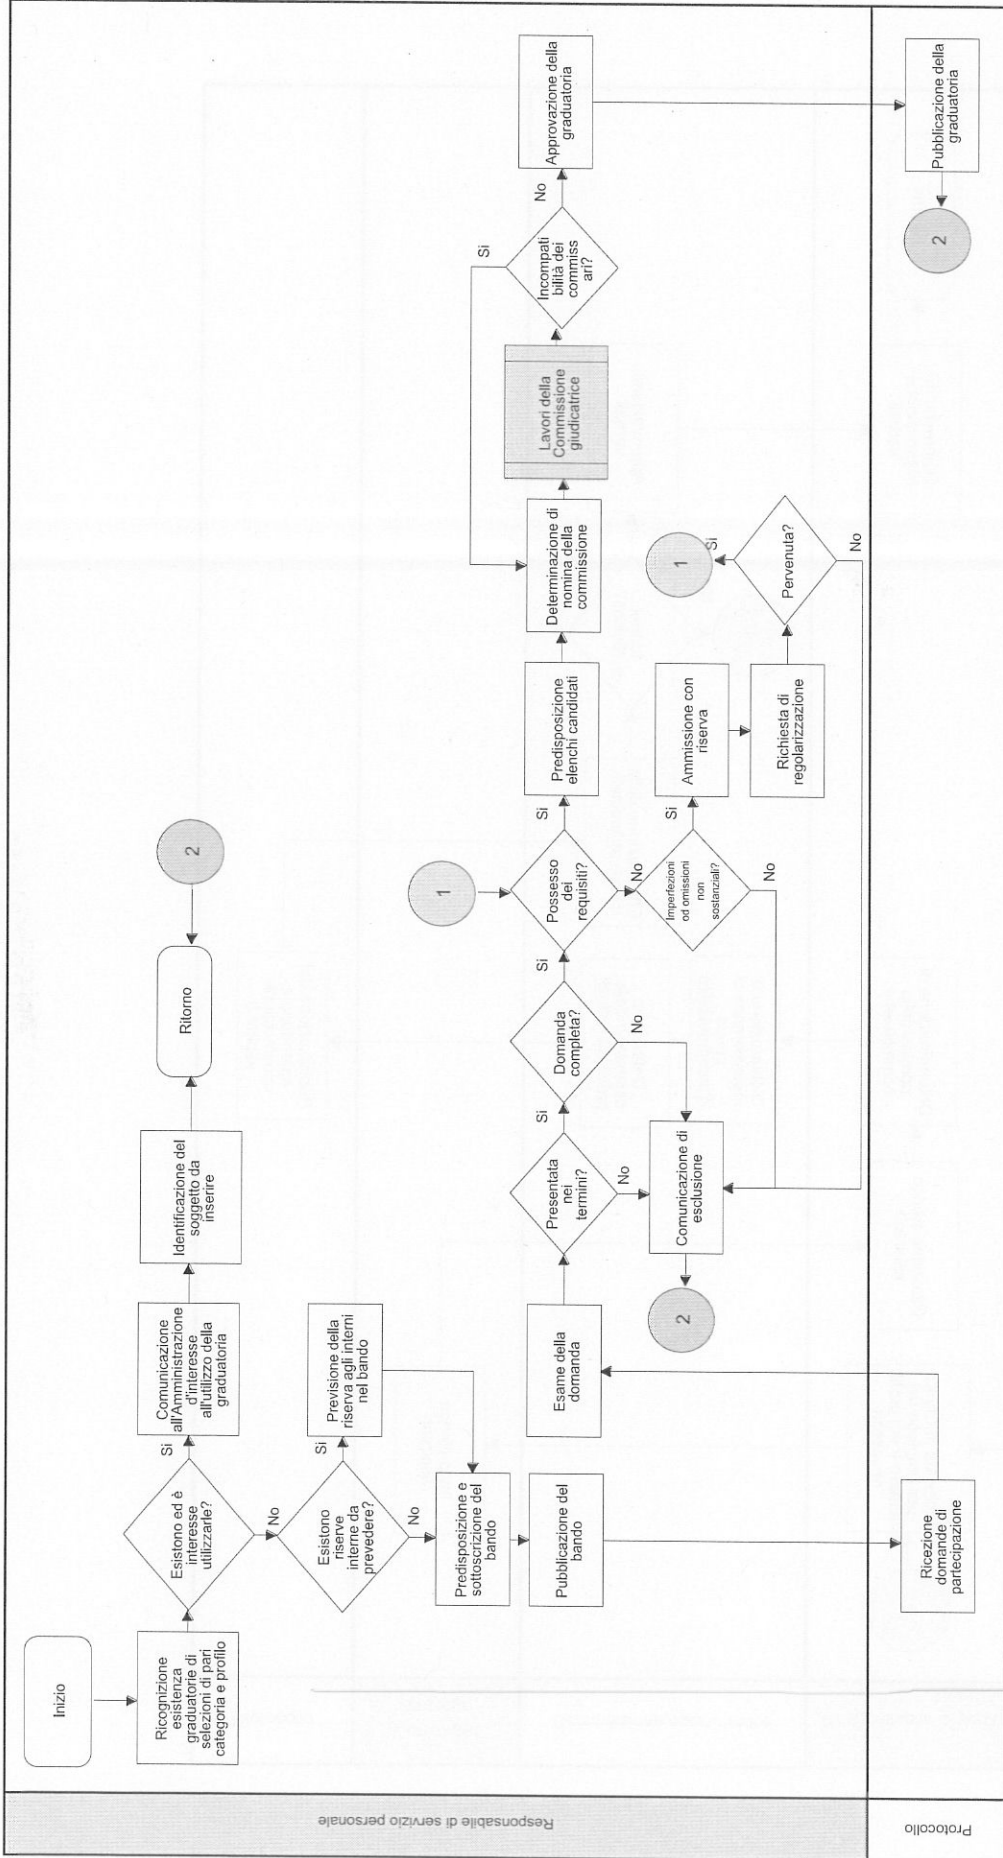 Responsabile di servizio personale
Inizio
Ricognizione
esistenza
graduatorie di
selezioni di pari
categoria e profilo
Esistono ed è
interesse
utilizzarle?
Si
No
Comunicazione
all'Amministrazione
d'interesse
all'utilizzo della
graduatoria
Identificazione del
soggetto da
inserire
Ritorno
2
Esistono
riserve
interne da
prevedere?
Si
No
Previsione della
riserva agli interni
nel bando
Predisposizione e
sottoscrizione del
bando
Pubblicazione del
bando
Esame della
domanda
Presentata
nei
termini?
Si
No
Domanda
completa?
Si
No
1
Possesso
dei
requisiti?
Si
No
Predisposizione
elenchi candidati
Determinazione di
nomina della
commissione
Lavori della
Commissione
giudicatrice
Incompati
bilità dei
commiss
ari?
Si
No
Approvazione della
graduatoria
Comunicazione di
esclusione
2
Imperfezioni
od omissioni
non
sostanziali?
Si
No
Ammissione con
riserva
Richiesta di
regolarizzazione
Pervenuta?
Si
No
1
Protocollo
Ricezione
domande di
partecipazione
Pubblicazione della
graduatoria
2